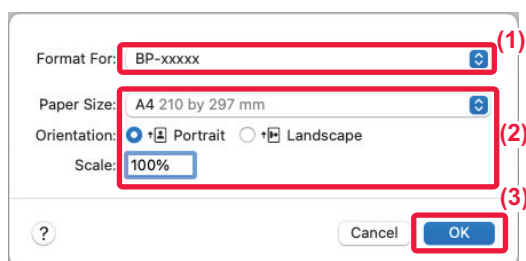 (1)
Format For: BP-xxxxx
Paper Size: A4 210 by 297 mm
Orientation: Portrait Landscape
(2)
Scale: 100%
(3)
? Cancel OK